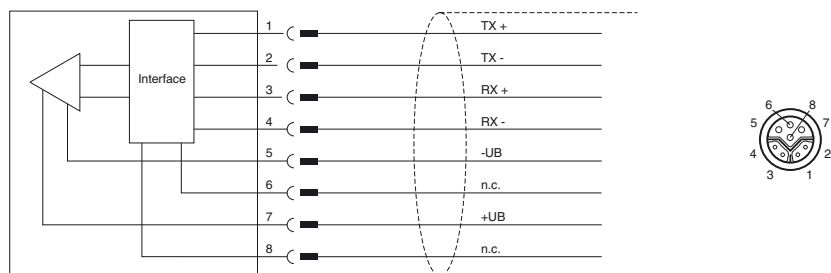 1 TX +
2 TX -
Interface
3 RX +
4 RX -
5 -UB
6 n.c.
7 +UB
8 n.c.
6 8
5 7
4 2
3 1